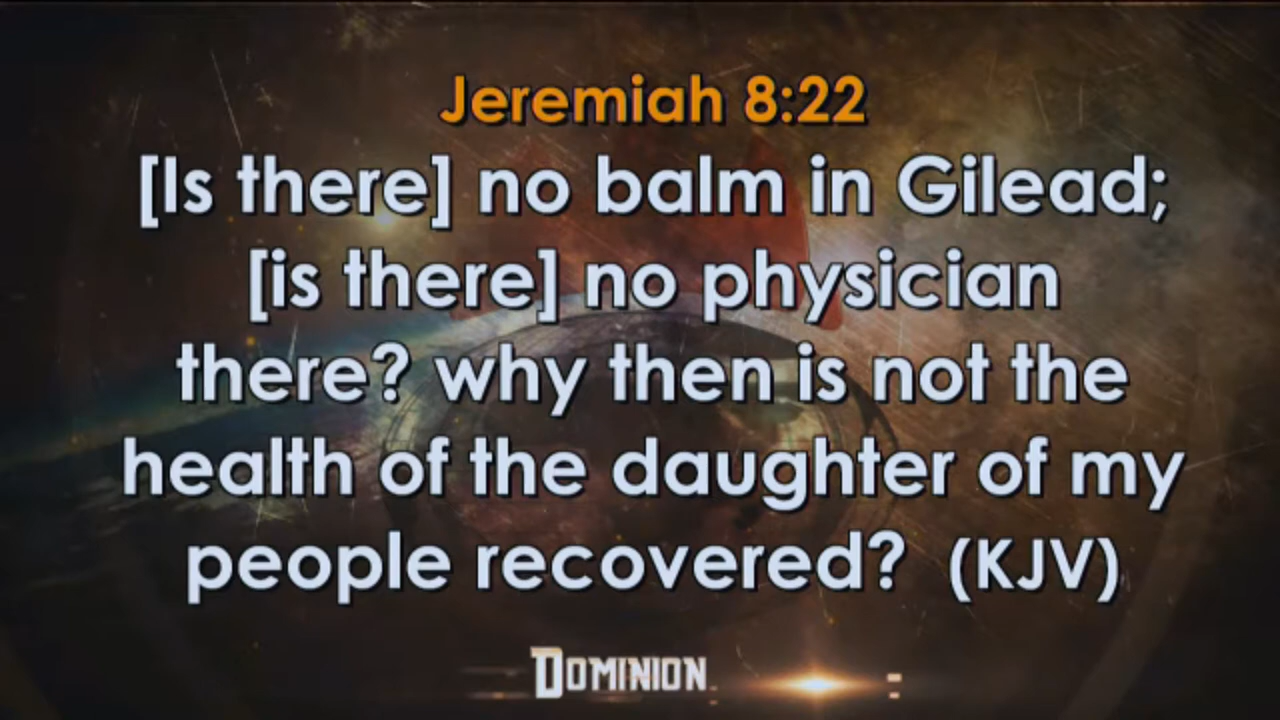 Jeremiah 8:22
[Is there] no balm in Gilead;
[is there] no physician
there? why then is not the
health of the daughter of my
people recovered? (KJV)
DOMINION